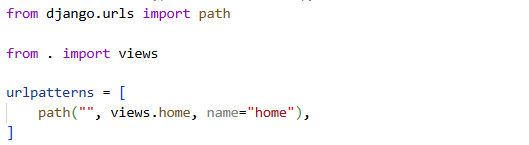 from django.urls import path
from . import views
urlpatterns = [
    path("", views.home, name="home"),
]